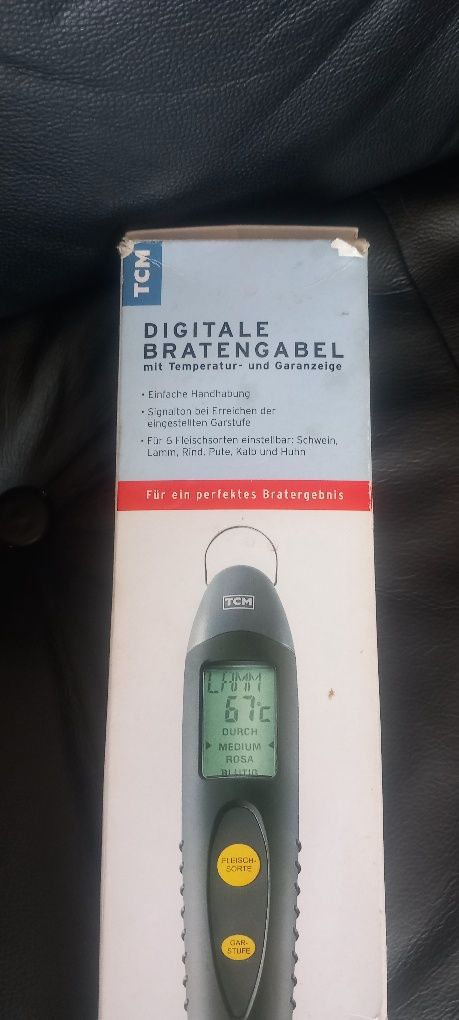 TCM
DIGITALE
BRATENGABEL
mit Temperatur- und Garanzeige
• Einfache Handhabung
• Signalton bei Erreichen der
eingestellten Garstufe
• Für 6 Fleischsorten einstellbar: Schwein,
Lamm, Rind, Pute, Kalb und Huhn
Für ein perfektes Bratergebnis
TCM
LAMM
67°C
DURCH
MEDIUM
ROSA
BLUTIG
FLEISCH-
SORTE
GAR-
STUFE